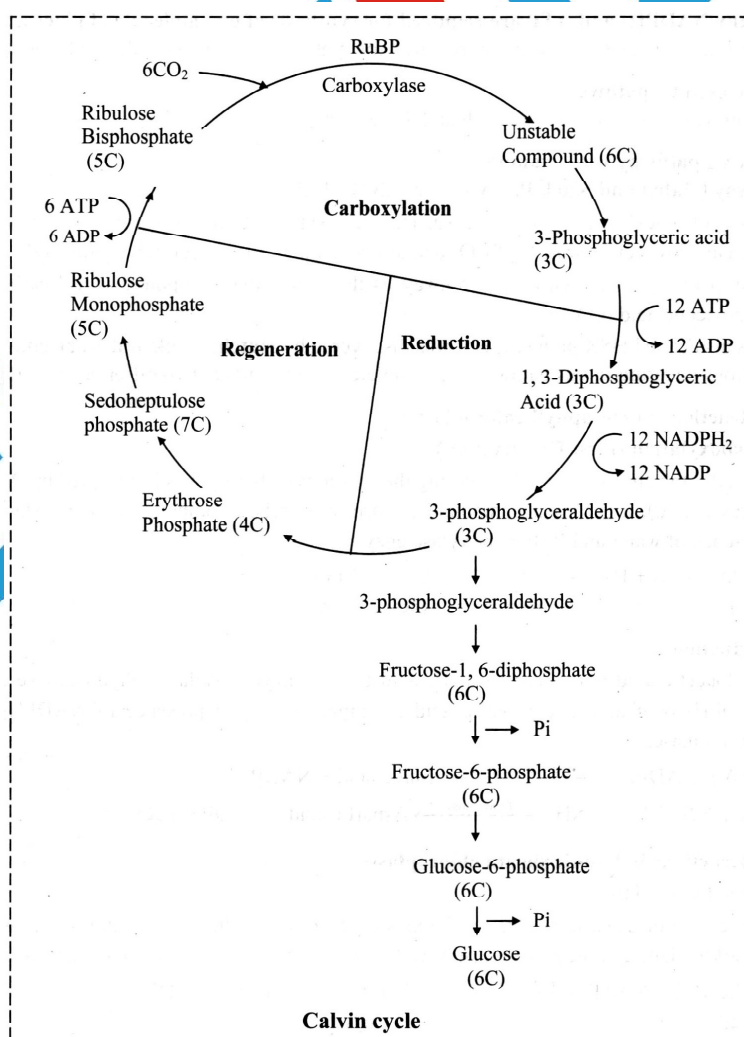 RuBP
6CO₂
Carboxylase
Ribulose
Bisphosphate
(5C)
Unstable
Compound (6C)
6 ATP
6 ADP
Carboxylation
3-Phosphoglyceric acid
(3C)
Ribulose
Monophosphate
(5C)
12 ATP
12 ADP
Regeneration
Reduction
1, 3-Diphosphoglyceric
Acid (3C)
Sedoheptulose
phosphate (7C)
12 NADPH₂
12 NADP
Erythrose
Phosphate (4C)
3-phosphoglyceraldehyde
(3C)
3-phosphoglyceraldehyde
Fructose-1, 6-diphosphate
(6C)
Pi
Fructose-6-phosphate
(6C)
Glucose-6-phosphate
(6C)
Pi
Glucose
(6C)
Calvin cycle